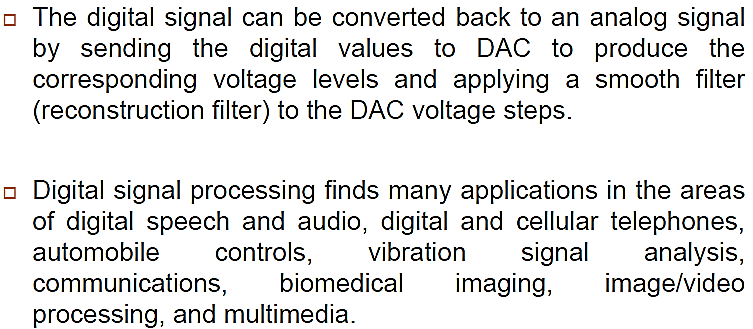 The digital signal can be converted back to an analog signal
by sending the digital values to DAC to produce the
corresponding voltage levels and applying a smooth filter
(reconstruction filter) to the DAC voltage steps.
Digital signal processing finds many applications in the areas
of digital speech and audio, digital and cellular telephones,
automobile controls, vibration signal analysis,
communications, biomedical imaging, image/video
processing, and multimedia.